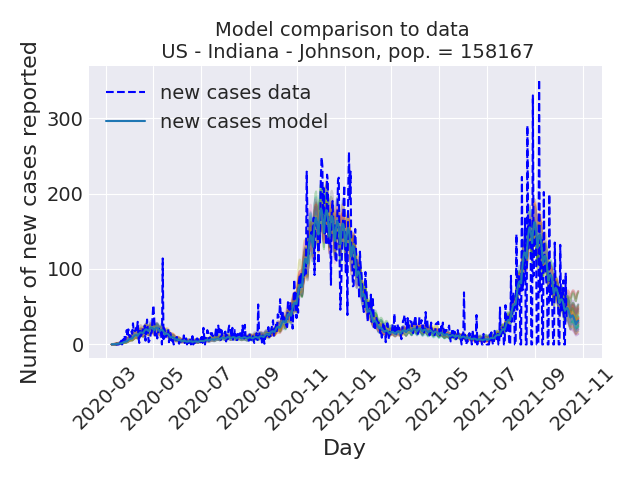 Model comparison to data
US - Indiana - Johnson, pop. = 158167
new cases data
new cases model
Number of new cases reported
300
200
100
0
2020-03
2020-05
2020-07
2020-09
2020-11
2021-01
2021-03
2021-05
2021-07
2021-09
2021-11
Day